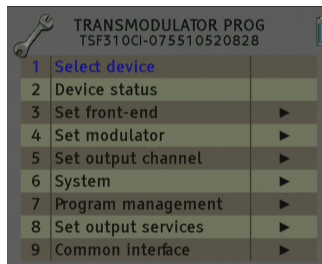 TRANSMODULATOR PROG
TSF310CI-075510520828
1 Select device
2 Device status
3 Set front-end ►
4 Set modulator ►
5 Set output channel ►
6 System ►
7 Program management ►
8 Set output services ►
9 Common interface ►